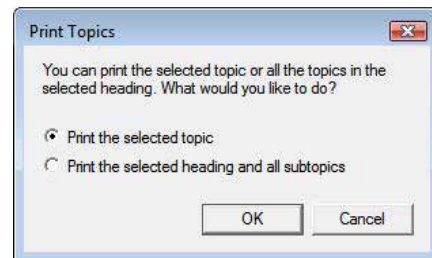 Print Topics
You can print the selected topic or all the topics in the
selected heading. What would you like to do?
Print the selected topic
Print the selected heading and all subtopics
OK
Cancel